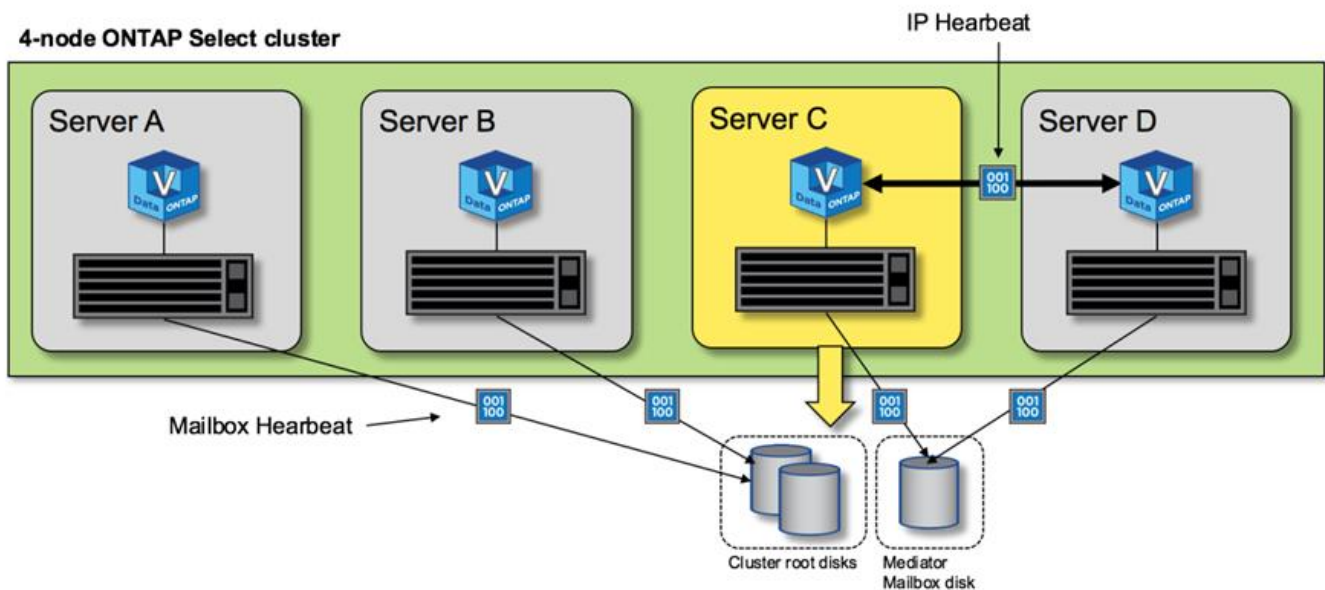 IP Hearbeat
4-node ONTAP Select cluster
Server A
Server B
Server C
Server D
V
Data ONTAP
V
Data ONTAP
V
Data ONTAP
V
Data ONTAP
001
100
Mailbox Hearbeat
001
100
001
100
001
100
001
100
Cluster root disks
Mediator
Mailbox disk